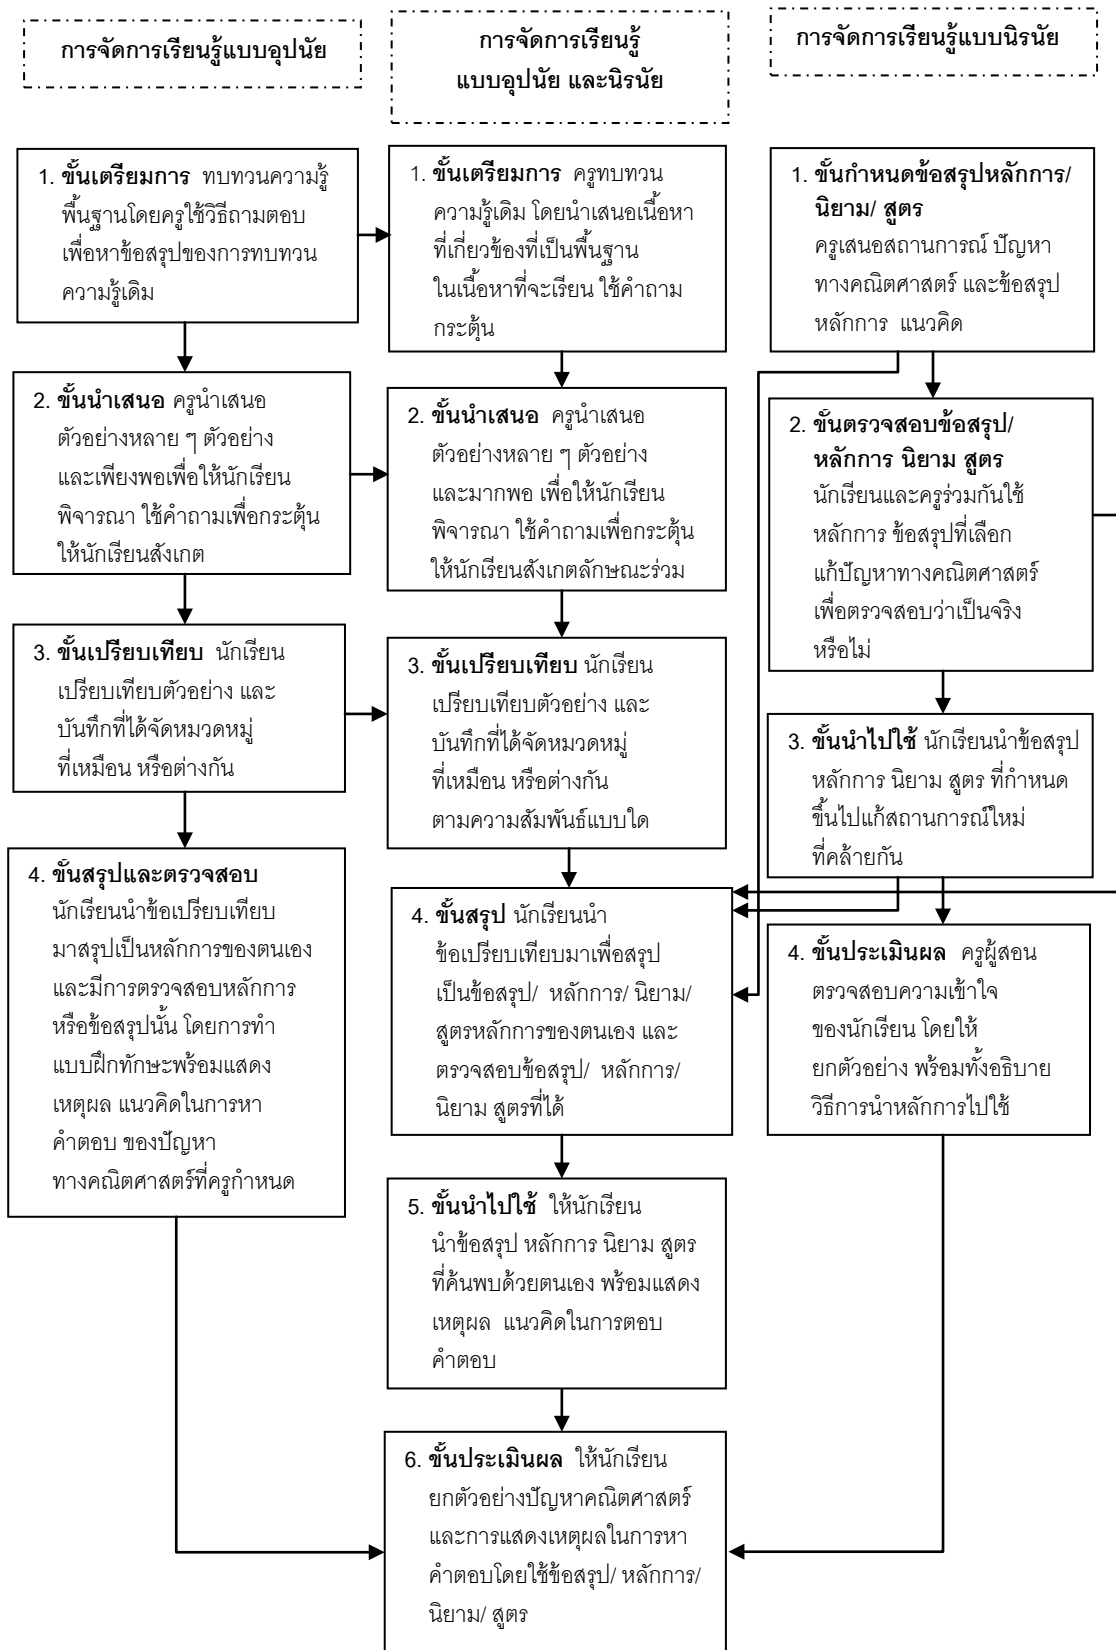 การจัดการเรียนรู้แบบอุปนัย
การจัดการเรียนรู้
แบบอุปนัย และนิรนัย
การจัดการเรียนรู้แบบนิรนัย
1. ขั้นเตรียมการ ทบทวนความรู้
พื้นฐานโดยครูใช้วิธีถามตอบ
เพื่อหาข้อสรุปของการทบทวน
ความรู้เดิม
2. ขั้นนำเสนอ ครูนำเสนอ
ตัวอย่างหลาย ๆ ตัวอย่าง
และเพียงพอเพื่อให้นักเรียน
พิจารณา ใช้คำถามเพื่อกระตุ้น
ให้นักเรียนสังเกต
3. ขั้นเปรียบเทียบ นักเรียน
เปรียบเทียบตัวอย่าง และ
บันทึกที่ได้จัดหมวดหมู่
ที่เหมือน หรือต่างกัน
4. ขั้นสรุปและตรวจสอบ
นักเรียนนำข้อเปรียบเทียบ
มาสรุปเป็นหลักการของตนเอง
และมีการตรวจสอบหลักการ
หรือข้อสรุปนั้น โดยการทำ
แบบฝึกทักษะพร้อมแสดง
เหตุผล แนวคิดในการหา
คำตอบ ของปัญหา
ทางคณิตศาสตร์ที่ครูกำหนด
1. ขั้นเตรียมการ ครูทบทวน
ความรู้เดิม โดยนำเสนอเนื้อหา
ที่เกี่ยวข้องที่เป็นพื้นฐาน
ในเนื้อหาที่จะเรียน ใช้คำถาม
กระตุ้น
2. ขั้นนำเสนอ ครูนำเสนอ
ตัวอย่างหลาย ๆ ตัวอย่าง
และมากพอ เพื่อให้นักเรียน
พิจารณา ใช้คำถามเพื่อกระตุ้น
ให้นักเรียนสังเกตลักษณะร่วม
3. ขั้นเปรียบเทียบ นักเรียน
เปรียบเทียบตัวอย่าง และ
บันทึกที่ได้จัดหมวดหมู่
ที่เหมือน หรือต่างกัน
ตามความสัมพันธ์แบบใด
4. ขั้นสรุป นักเรียนนำ
ข้อเปรียบเทียบมาเพื่อสรุป
เป็นข้อสรุป/ หลักการ/ นิยาม/
สูตรหลักการของตนเอง และ
ตรวจสอบข้อสรุป/ หลักการ/
นิยาม สูตรที่ได้
5. ขั้นนำไปใช้ ให้นักเรียน
นำข้อสรุป หลักการ นิยาม สูตร
ที่ค้นพบด้วยตนเอง พร้อมแสดง
เหตุผล แนวคิดในการตอบ
คำตอบ
6. ขั้นประเมินผล ให้นักเรียน
ยกตัวอย่างปัญหาคณิตศาสตร์
และการแสดงเหตุผลในการหา
คำตอบโดยใช้ข้อสรุป/ หลักการ/
นิยาม/ สูตร
1. ขั้นกำหนดข้อสรุปหลักการ/
นิยาม/ สูตร
ครูเสนอสถานการณ์ ปัญหา
ทางคณิตศาสตร์ และข้อสรุป
หลักการ แนวคิด
2. ขั้นตรวจสอบข้อสรุป/
หลักการ นิยาม สูตร
นักเรียนและครูร่วมกันใช้
หลักการ ข้อสรุปที่เลือก
แก้ปัญหาทางคณิตศาสตร์
เพื่อตรวจสอบว่าเป็นจริง
หรือไม่
3. ขั้นนำไปใช้ นักเรียนนำข้อสรุป
หลักการ นิยาม สูตร ที่กำหนด
ขึ้นไปแก้สถานการณ์ใหม่
ที่คล้ายกัน
4. ขั้นประเมินผล ครูผู้สอน
ตรวจสอบความเข้าใจ
ของนักเรียน โดยให้
ยกตัวอย่าง พร้อมทั้งอธิบาย
วิธีการนำหลักการไปใช้